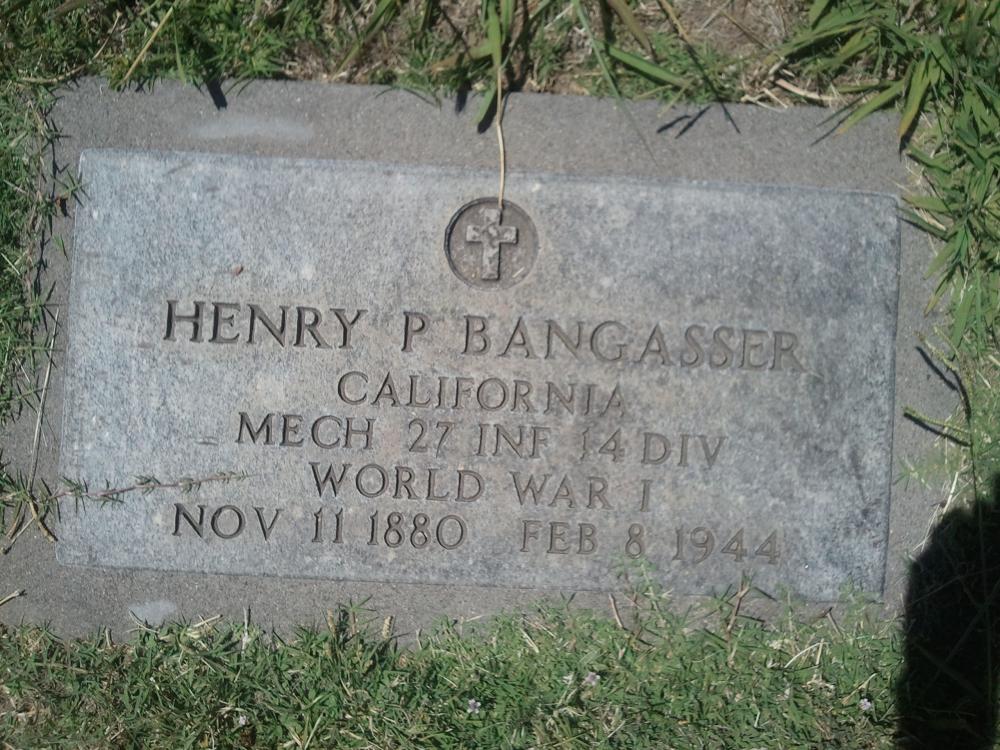 HENRY P BANGASSER
CALIFORNIA
MECH 27 INF 14 DIV
WORLD WAR I
NOV 11 1880 FEB 8 1944